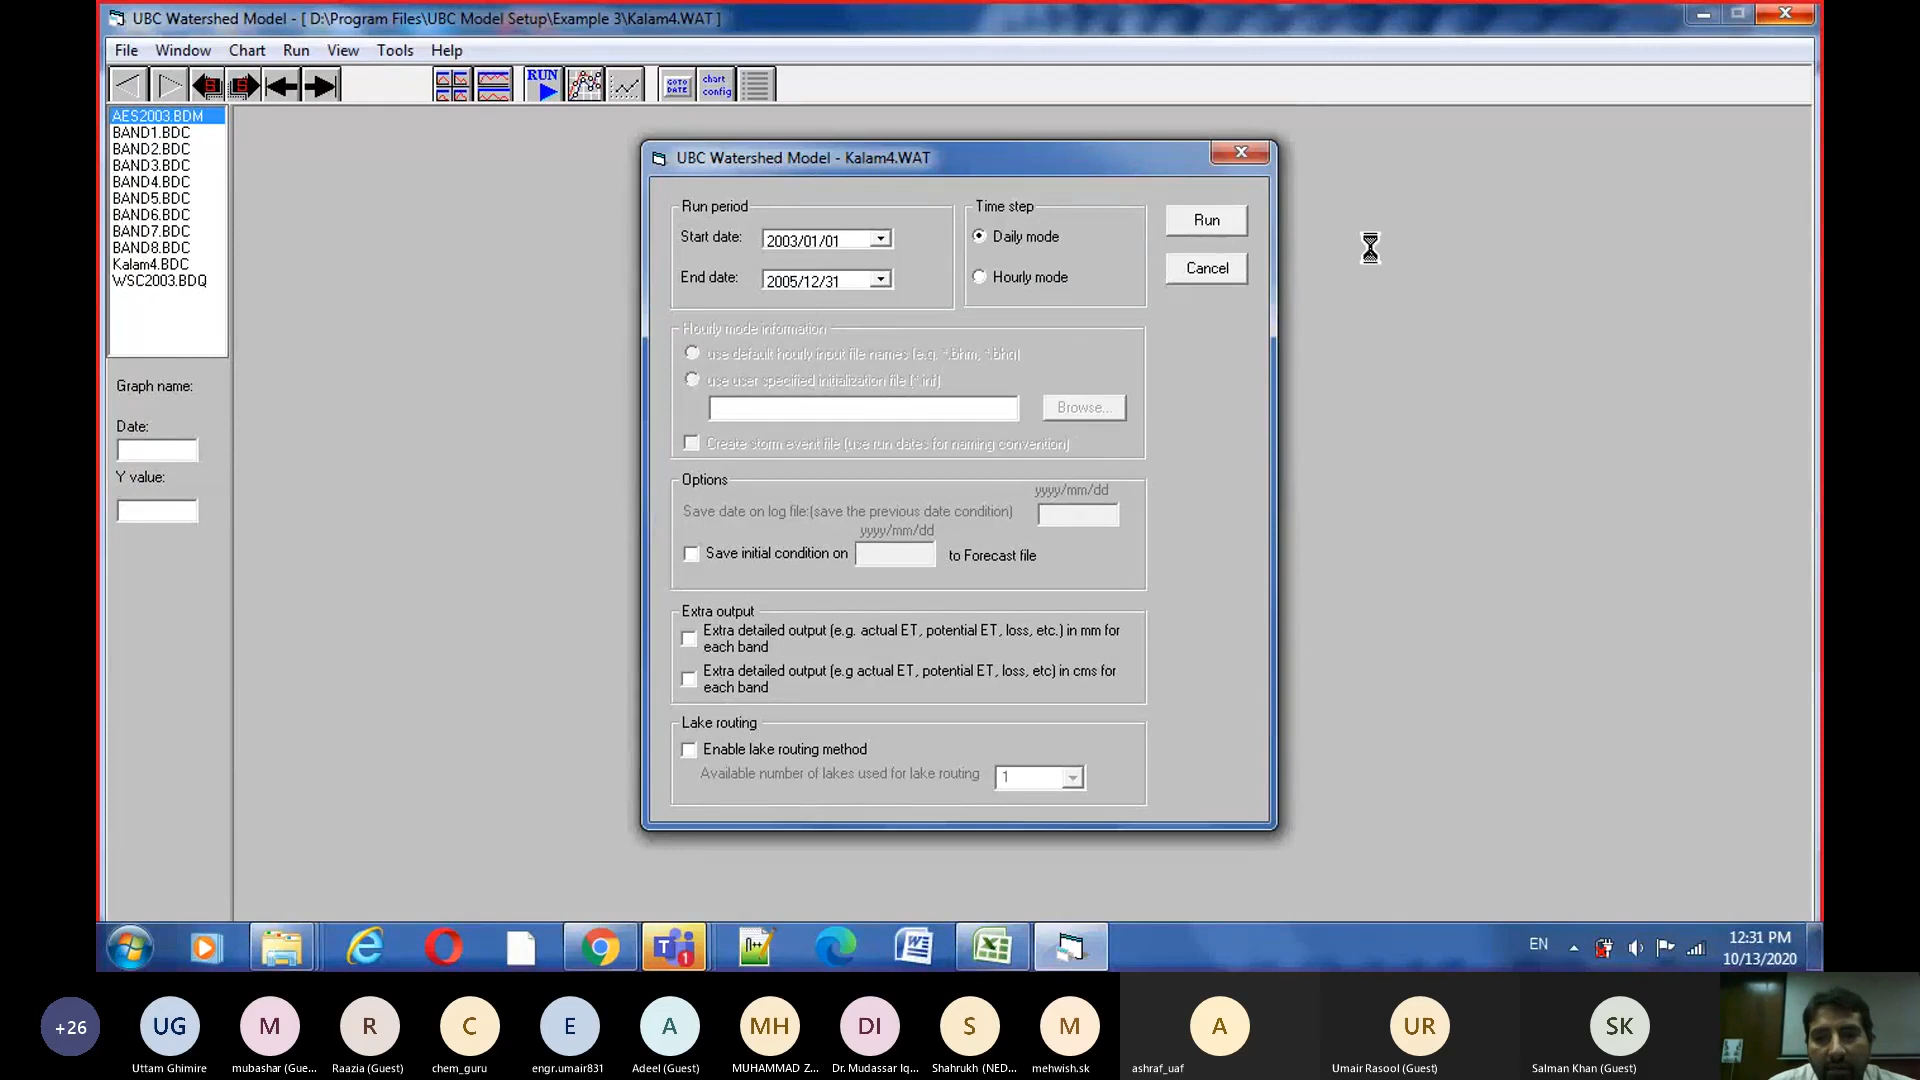 UBC Watershed Model - [ D:\Program Files\UBC Model Setup\Example 3\Kalam4.WAT ]
File Window Chart Run View Tools Help
S S RUN GOTO DATE chart config
AES2003.BDM
BAND1.BDC
BAND2.BDC
BAND3.BDC
BAND4.BDC
BAND5.BDC
BAND6.BDC
BAND7.BDC
BAND8.BDC
Kalam4.BDC
WSC2003.BDQ
Graph name:
Date:
Y value:
UBC Watershed Model - Kalam4.WAT
Run period
Start date: 2003/01/01
End date: 2005/12/31
Time step
Daily mode
Hourly mode
Run
Cancel
Hourly mode information
use default hourly input file names (e.g. *.bhm, *.bhq)
use user specified initialization file (*.inf)
Browse...
Create storm event file (use run dates for naming convention)
Options
yyyy/mm/dd
Save date on log file:(save the previous date condition)
yyyy/mm/dd
Save initial condition on to Forecast file
Extra output
Extra detailed output (e.g. actual ET, potential ET, loss, etc.) in mm for
each band
Extra detailed output (e.g actual ET, potential ET, loss, etc) in cms for
each band
Lake routing
Enable lake routing method
Available number of lakes used for lake routing 1
EN
12:31 PM
10/13/2020
+26 UG M R C E A MH DI S M A UR SK
Uttam Ghimire mubashar (Gue... Raazia (Guest) chem_guru engr.umair831 Adeel (Guest) MUHAMMAD Z... Dr. Mudassar Iq... Shahrukh (NED... mehwish.sk ashraf_uaf Umair Rasool (Guest) Salman Khan (Guest)